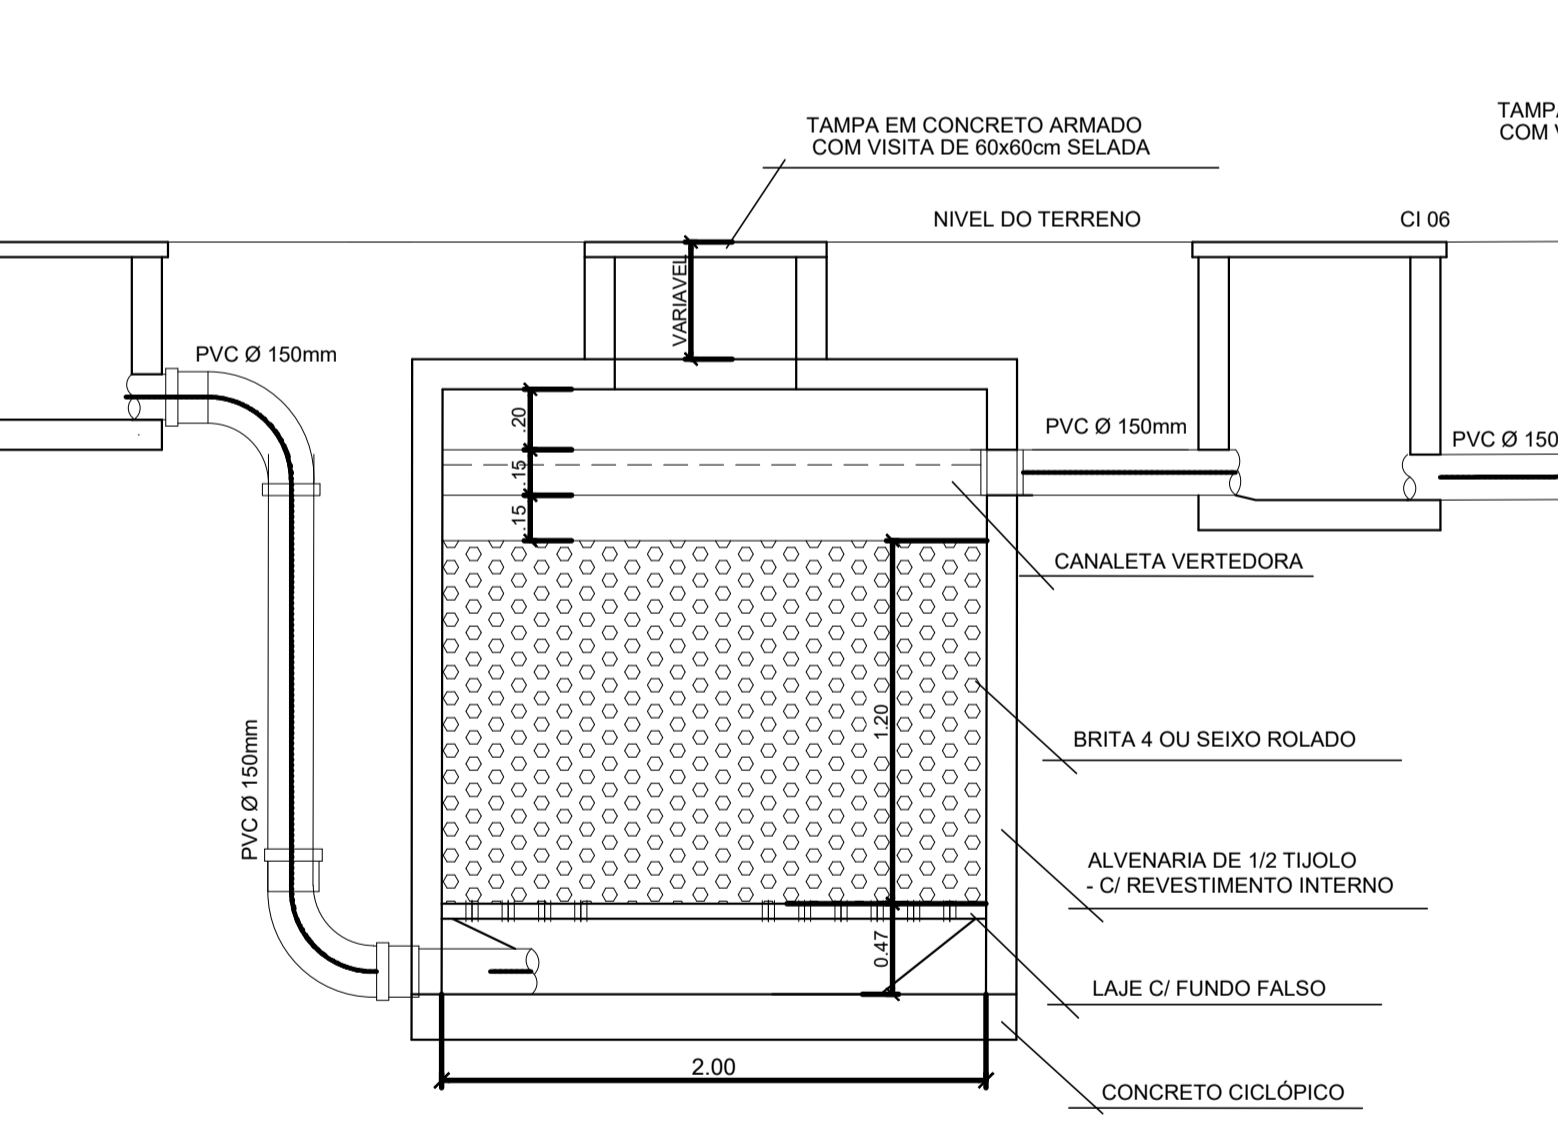 TAMPA EM CONCRETO ARMADO
COM VISITA DE 60x60cm SELADA
TAMPA
COM V
NIVEL DO TERRENO
CI 06
VARIAVEL
PVC Ø 150mm
.20
PVC Ø 150mm
PVC Ø 150
.15
.15
CANALETA VERTEDORA
1.20
BRITA 4 OU SEIXO ROLADO
PVC Ø 150mm
ALVENARIA DE 1/2 TIJOLO
- C/ REVESTIMENTO INTERNO
0.47
LAJE C/ FUNDO FALSO
2.00
CONCRETO CICLÓPICO